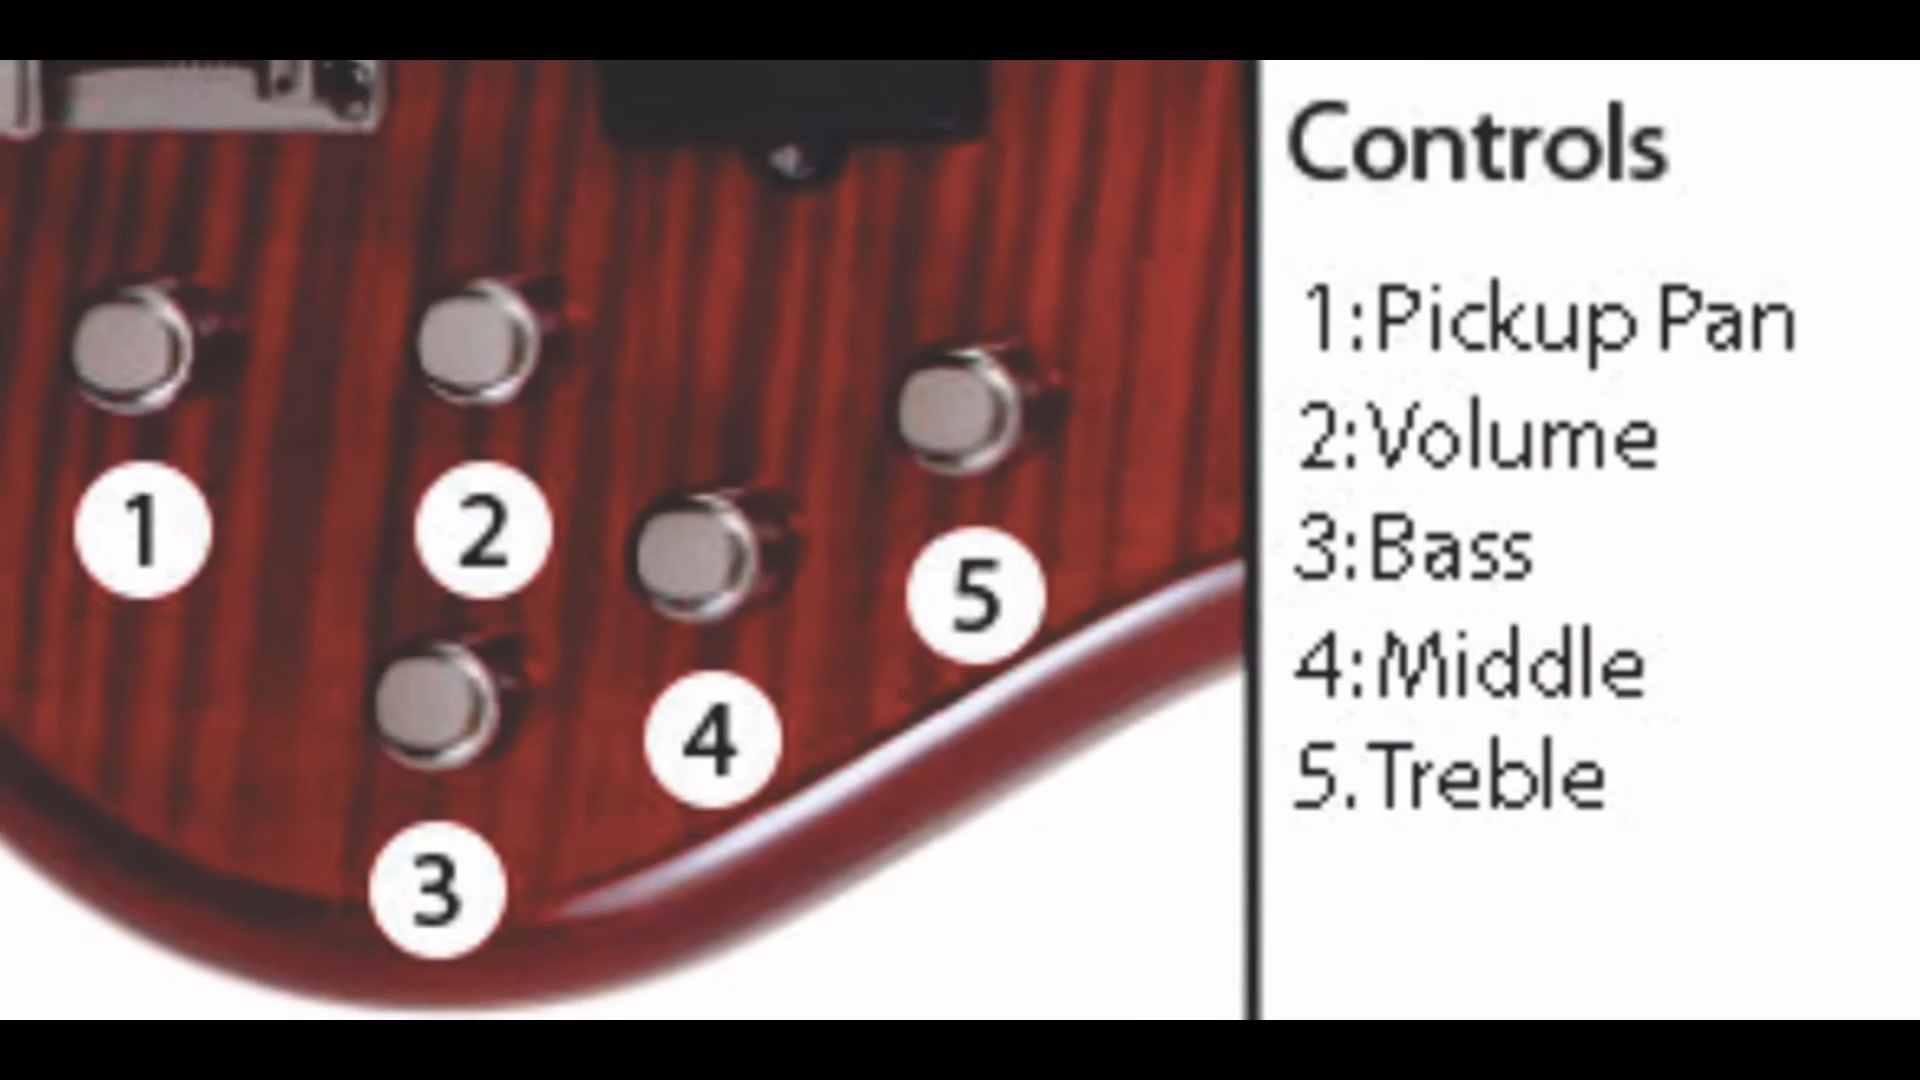 Controls
1:Pickup Pan
2:Volume
3:Bass
4:Middle
5.Treble
1
2
5
4
3